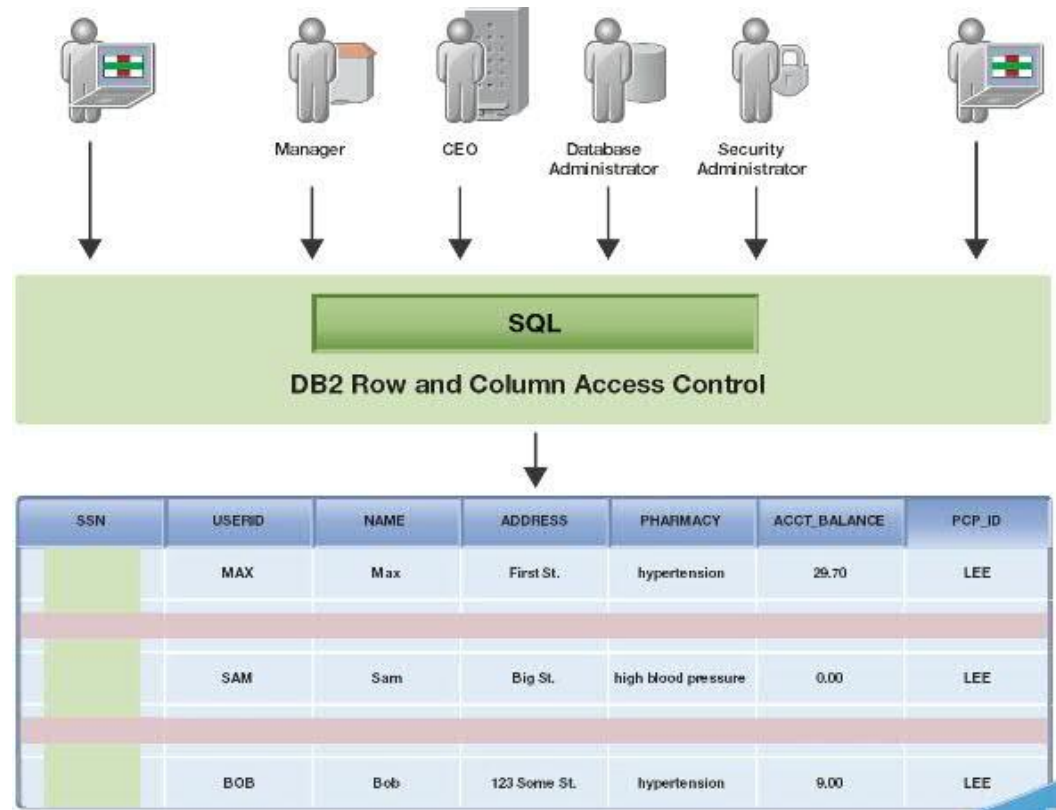 Manager
CEO
Database
Administrator
Security
Administrator
SQL
DB2 Row and Column Access Control
SSN USERID NAME ADDRESS PHARMACY ACCT_BALANCE PCP_ID
MAX Max First St. hypertension 29.70 LEE
SAM Sam Big St. high blood pressure 0.00 LEE
BOB Bob 123 Some St. hypertension 9.00 LEE